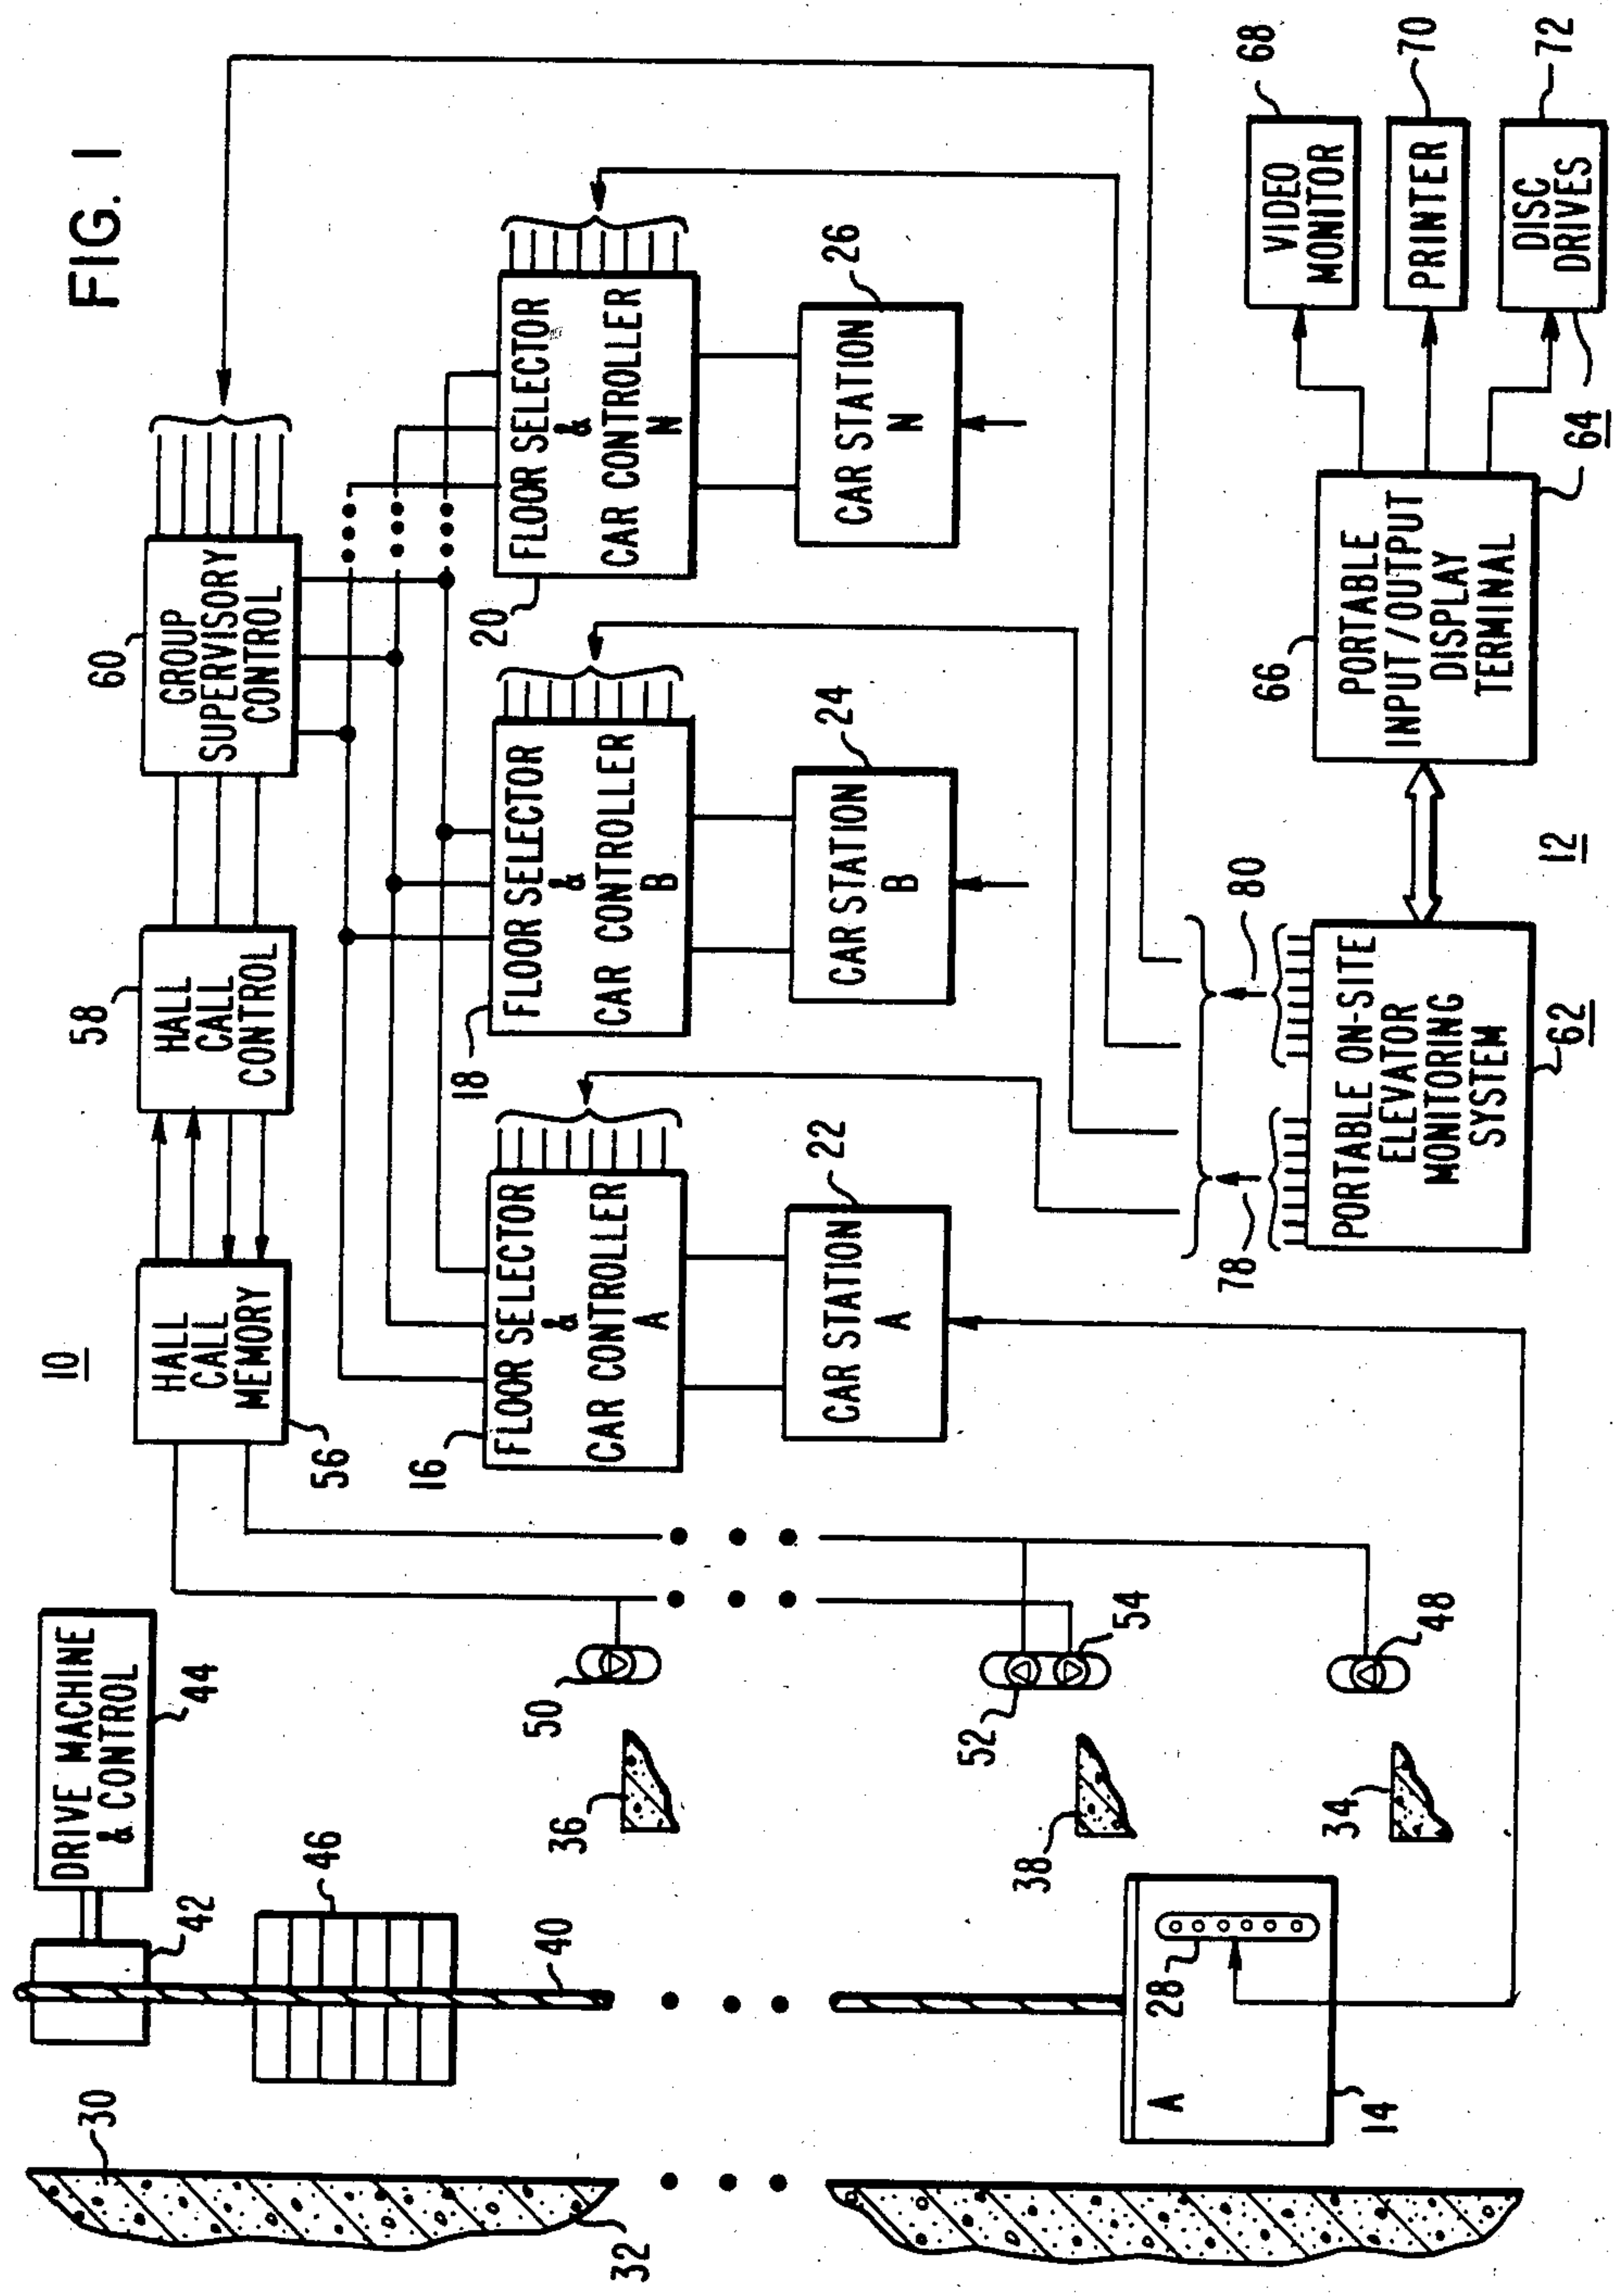 FIG. 1
10
30
32
42
DRIVE MACHINE
& CONTROL
44
46
40
36
50
38
52
54
34
48
A
28
14
HALL
CALL
MEMORY
56
58
HALL
CALL
CONTROL
60
GROUP
SUPERVISORY
CONTROL
16
FLOOR SELECTOR
&
CAR CONTROLLER
A
18
FLOOR SELECTOR
&
CAR CONTROLLER
B
20
FLOOR SELECTOR
&
CAR CONTROLLER
N
CAR STATION
A
22
CAR STATION
B
24
CAR STATION
N
26
78
80
PORTABLE ON-SITE
ELEVATOR
MONITORING
SYSTEM
62
12
66
PORTABLE
INPUT/OUTPUT
DISPLAY
TERMINAL
64
VIDEO
MONITOR
68
PRINTER
70
DISC
DRIVES
72